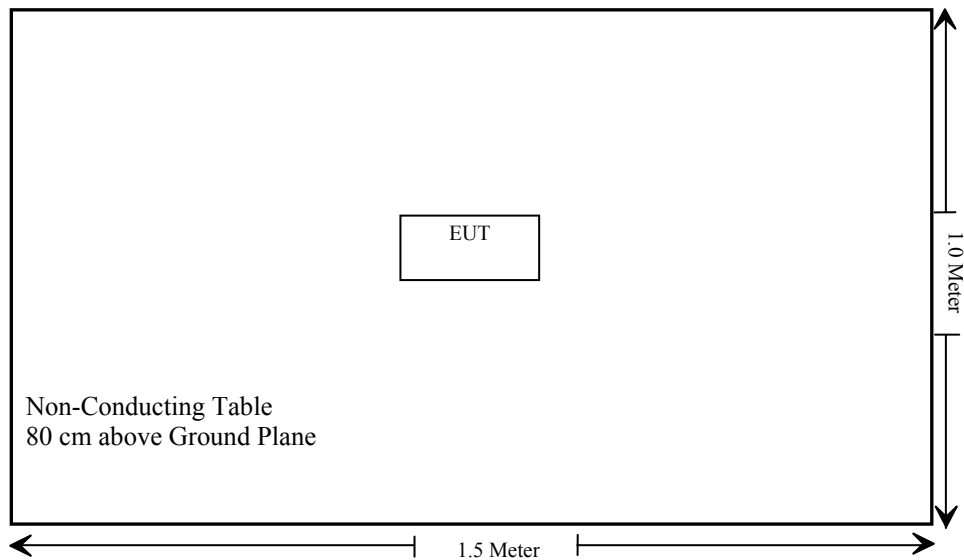 EUT
1.0 Meter
Non-Conducting Table
80 cm above Ground Plane
1.5 Meter